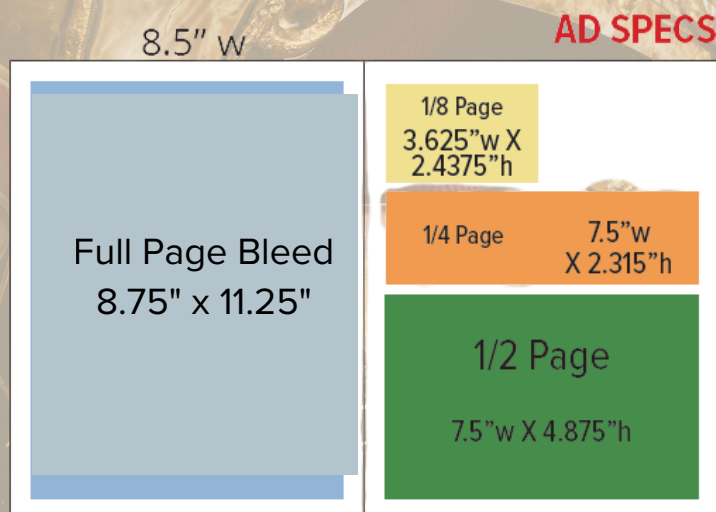 8.5” w
AD SPECS
Full Page Bleed
8.75" x 11.25"
1/8 Page
3.625”w X
2.4375”h
1/4 Page
7.5”w
X 2.315”h
1/2 Page
7.5”w X 4.875”h